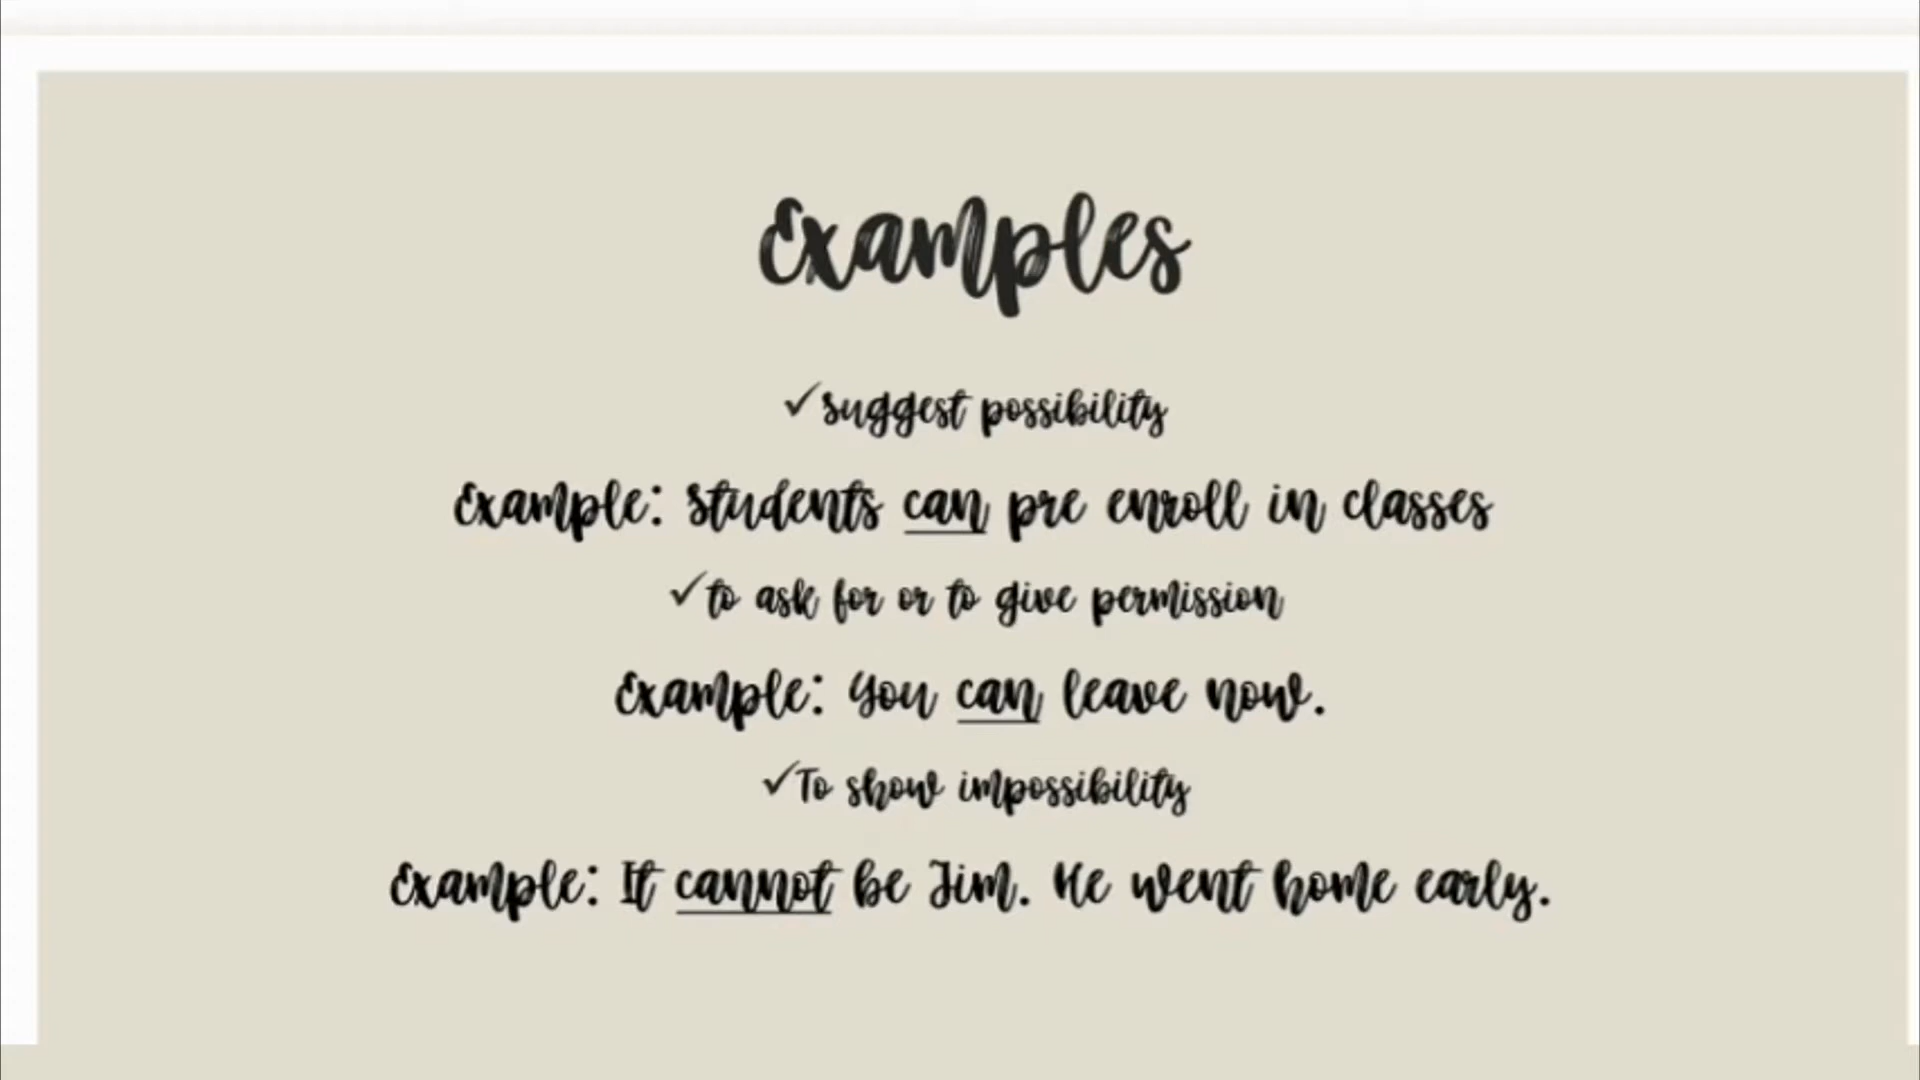 Examples
✓suggest possibility
Example: Students can pre enroll in classes
✓to ask for or to give permission
Example: You can leave now.
✓To show impossibility
Example: It cannot be Jim. He went home early.